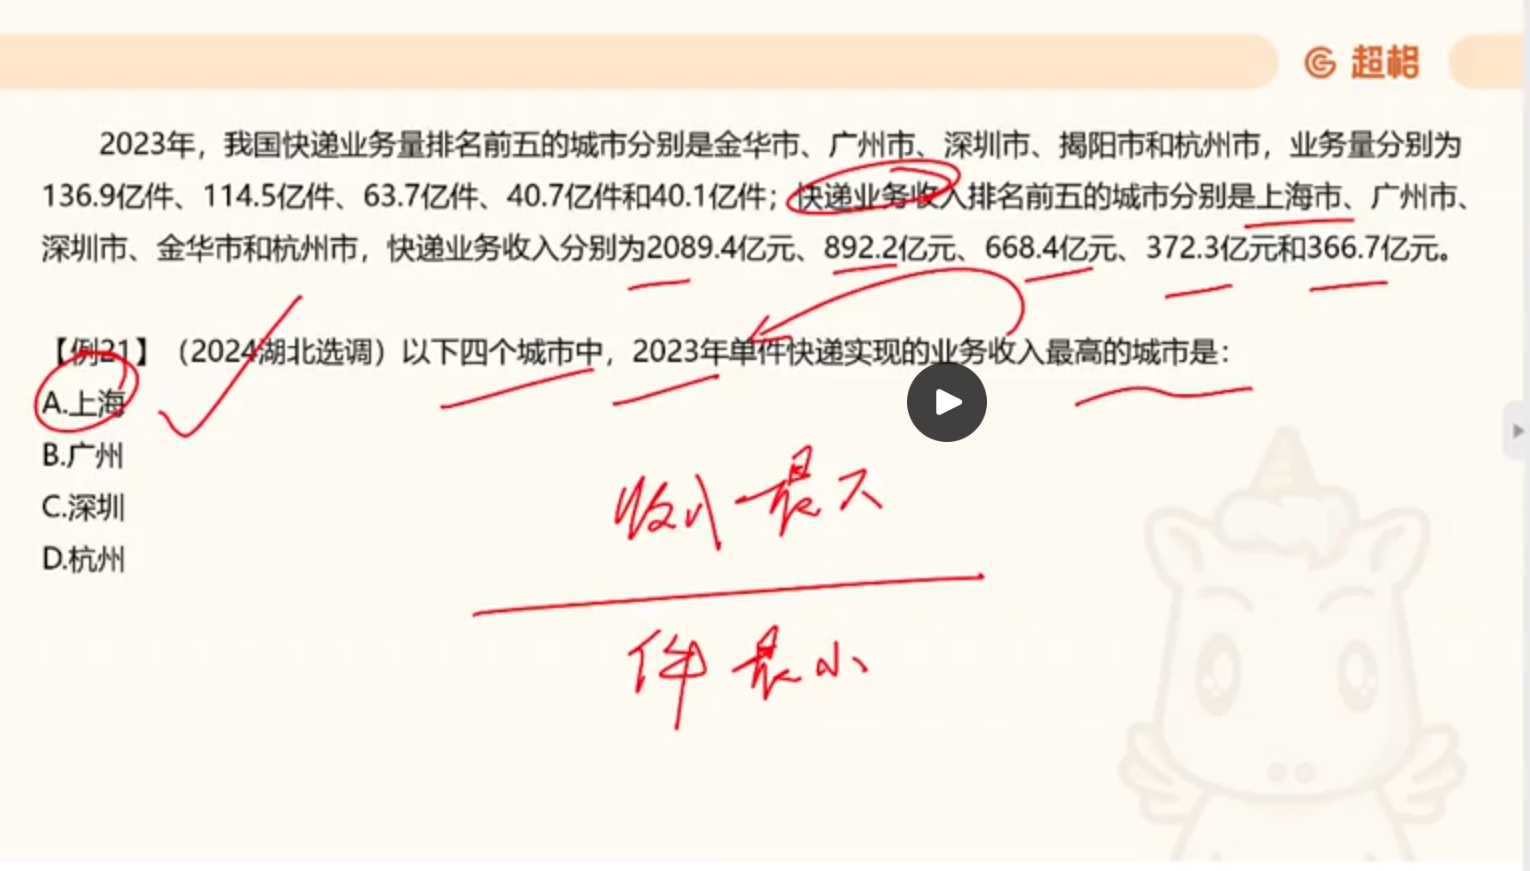 超格
2023年，我国快递业务量排名前五的城市分别是金华市、广州市、深圳市、揭阳市和杭州市，业务量分别为
136.9亿件、114.5亿件、63.7亿件、40.7亿件和40.1亿件；快递业务收入排名前五的城市分别是上海市、广州市、
深圳市、金华市和杭州市，快递业务收入分别为2089.4亿元、892.2亿元、668.4亿元、372.3亿元和366.7亿元。
【例21】（2024湖北选调）以下四个城市中，2023年单件快递实现的业务收入最高的城市是：
A.上海
B.广州
C.深圳
D.杭州
收入最大
件最小